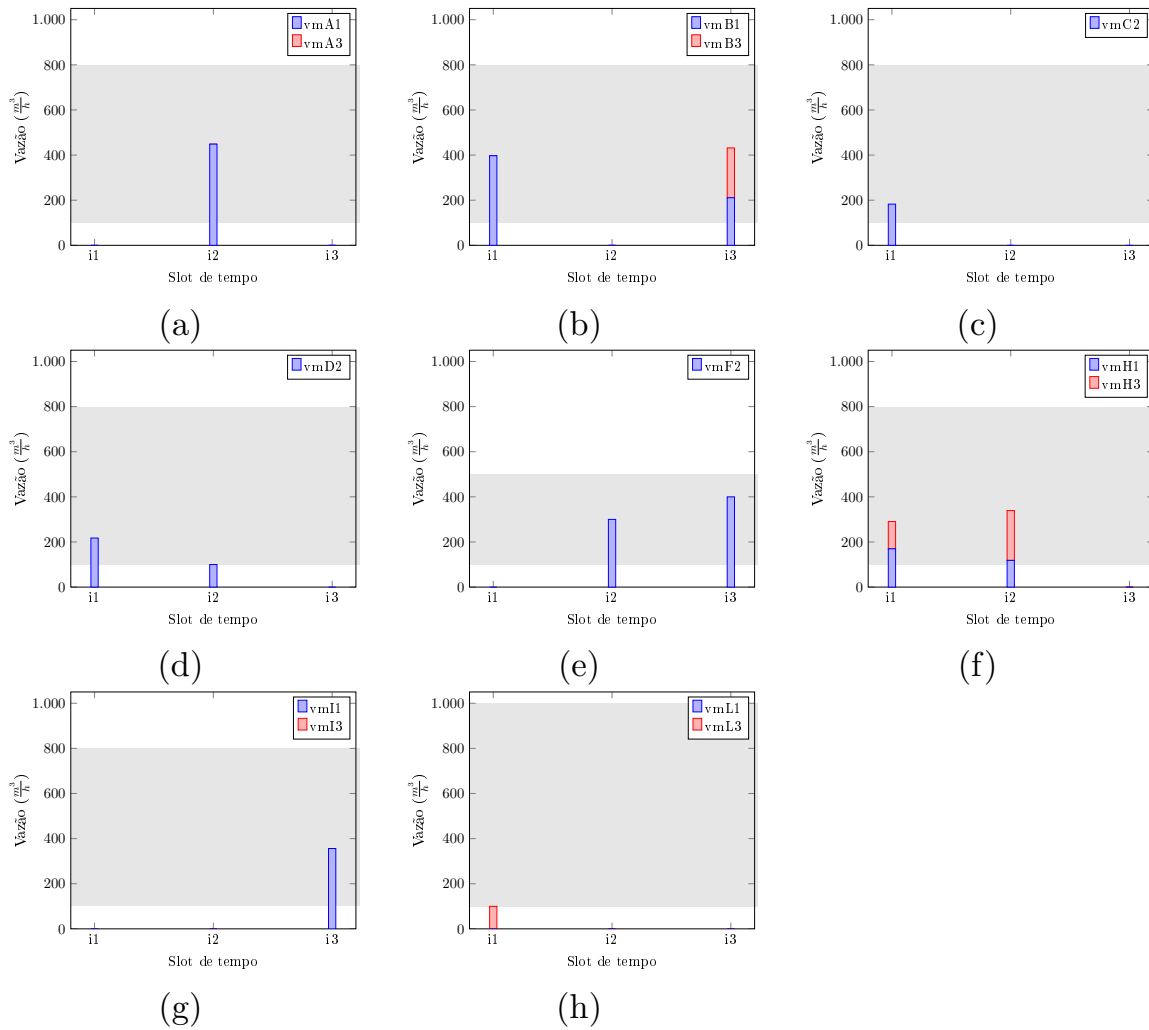 1.000
800
600
400
200
0
i1 i2 i3
Vazão (m³/h)
Slot de tempo
vmA1
vmA3
(a)
1.000
800
600
400
200
0
i1 i2 i3
Vazão (m³/h)
Slot de tempo
vmB1
vmB3
(b)
1.000
800
600
400
200
0
i1 i2 i3
Vazão (m³/h)
Slot de tempo
vmC2
(c)
1.000
800
600
400
200
0
i1 i2 i3
Vazão (m³/h)
Slot de tempo
vmD2
(d)
1.000
800
600
400
200
0
i1 i2 i3
Vazão (m³/h)
Slot de tempo
vmF2
(e)
1.000
800
600
400
200
0
i1 i2 i3
Vazão (m³/h)
Slot de tempo
vmH1
vmH3
(f)
1.000
800
600
400
200
0
i1 i2 i3
Vazão (m³/h)
Slot de tempo
vmI1
vmI3
(g)
1.000
800
600
400
200
0
i1 i2 i3
Vazão (m³/h)
Slot de tempo
vmL1
vmL3
(h)